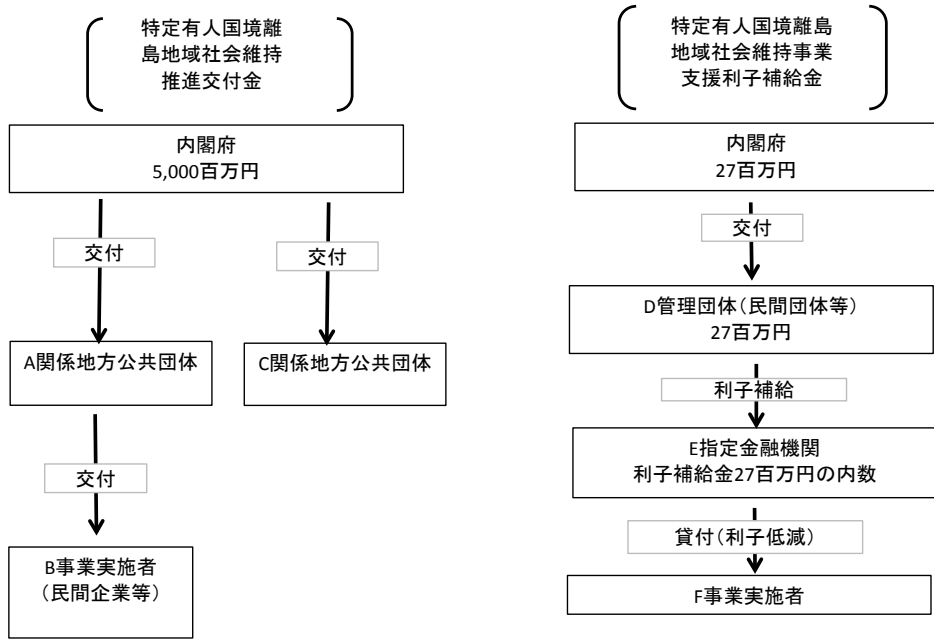 特定有人国境離
島地域社会維持
推進交付金
内閣府
5,000百万円
交付
交付
A関係地方公共団体
C関係地方公共団体
交付
B事業実施者
（民間企業等）
特定有人国境離島
地域社会維持事業
支援利子補給金
内閣府
27百万円
交付
D管理団体（民間団体等）
27百万円
利子補給
E指定金融機関
利子補給金27百万円の内数
貸付（利子低減）
F事業実施者